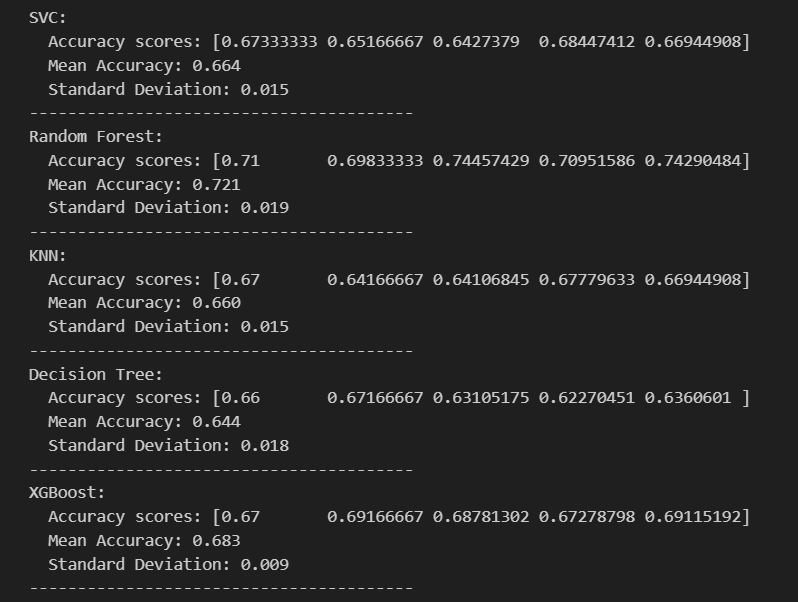 SVC:
  Accuracy scores: [0.67333333 0.65166667 0.6427379  0.68447412 0.66944908]
  Mean Accuracy: 0.664
  Standard Deviation: 0.015
----------------------------------------
Random Forest:
  Accuracy scores: [0.71       0.69833333 0.74457429 0.70951586 0.74290484]
  Mean Accuracy: 0.721
  Standard Deviation: 0.019
----------------------------------------
KNN:
  Accuracy scores: [0.67       0.64166667 0.64106845 0.67779633 0.66944908]
  Mean Accuracy: 0.660
  Standard Deviation: 0.015
----------------------------------------
Decision Tree:
  Accuracy scores: [0.66       0.67166667 0.63105175 0.62270451 0.6360601 ]
  Mean Accuracy: 0.644
  Standard Deviation: 0.018
----------------------------------------
XGBoost:
  Accuracy scores: [0.67       0.69166667 0.68781302 0.67278798 0.69115192]
  Mean Accuracy: 0.683
  Standard Deviation: 0.009
----------------------------------------